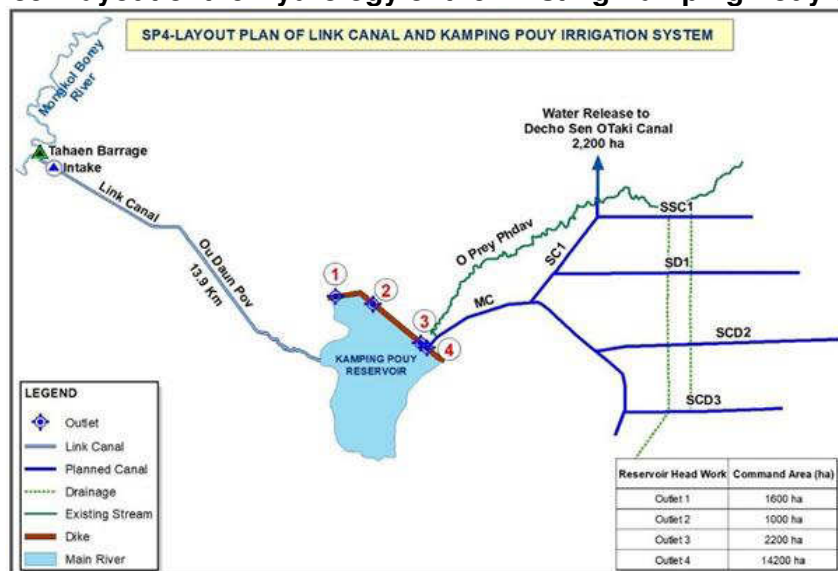 SP4-LAYOUT PLAN OF LINK CANAL AND KAMPING POUY IRRIGATION SYSTEM
Mongkol Borey
River
Tahaen Barrage
Intake
Link Canal
Ou Daun Pov
13.9 Km
Water Release to
Decho Sen OTaki Canal
2,200 ha
O Prey Phdav
SSC1
SC1
SD1
MC
SCD2
SCD3
1
2
3
4
KAMPING POUY
RESERVOIR
LEGEND
Outlet
Link Canal
Planned Canal
Drainage
Existing Stream
Dike
Main River
Reservoir Head Work Command Area (ha)
Outlet 1 1600 ha
Outlet 2 1000 ha
Outlet 3 2200 ha
Outlet 4 14200 ha